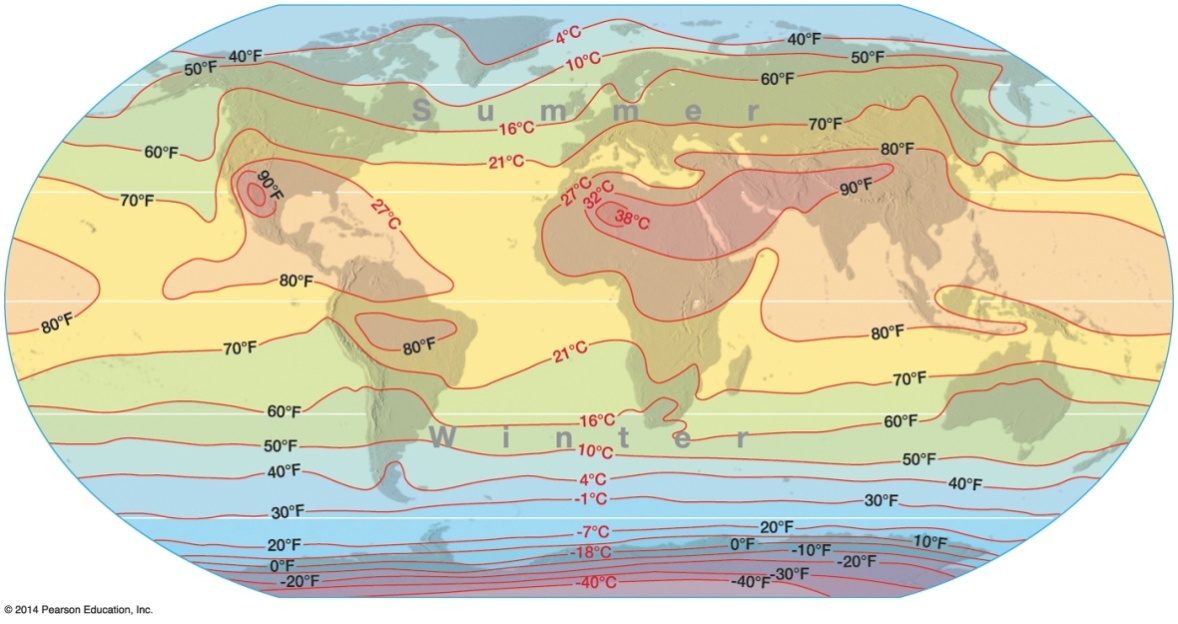 4°C
40°F
40°F
40°F
50°F
10°C
50°F
60°F
S u m m e r
16°C
70°F
60°F
21°C
80°F
90°F
27°C
32°C
90°F
70°F
27°C
38°C
80°F
80°F
80°F
70°F
80°F
21°C
70°F
60°F
16°C
60°F
W i n t e r
50°F
10°C
50°F
40°F
4°C
40°F
-1°C
30°F
30°F
-7°C
20°F
20°F
-18°C
0°F
-10°F
10°F
0°F
-20°F
-20°F
-40°C
-40°F
-30°F
© 2014 Pearson Education, Inc.